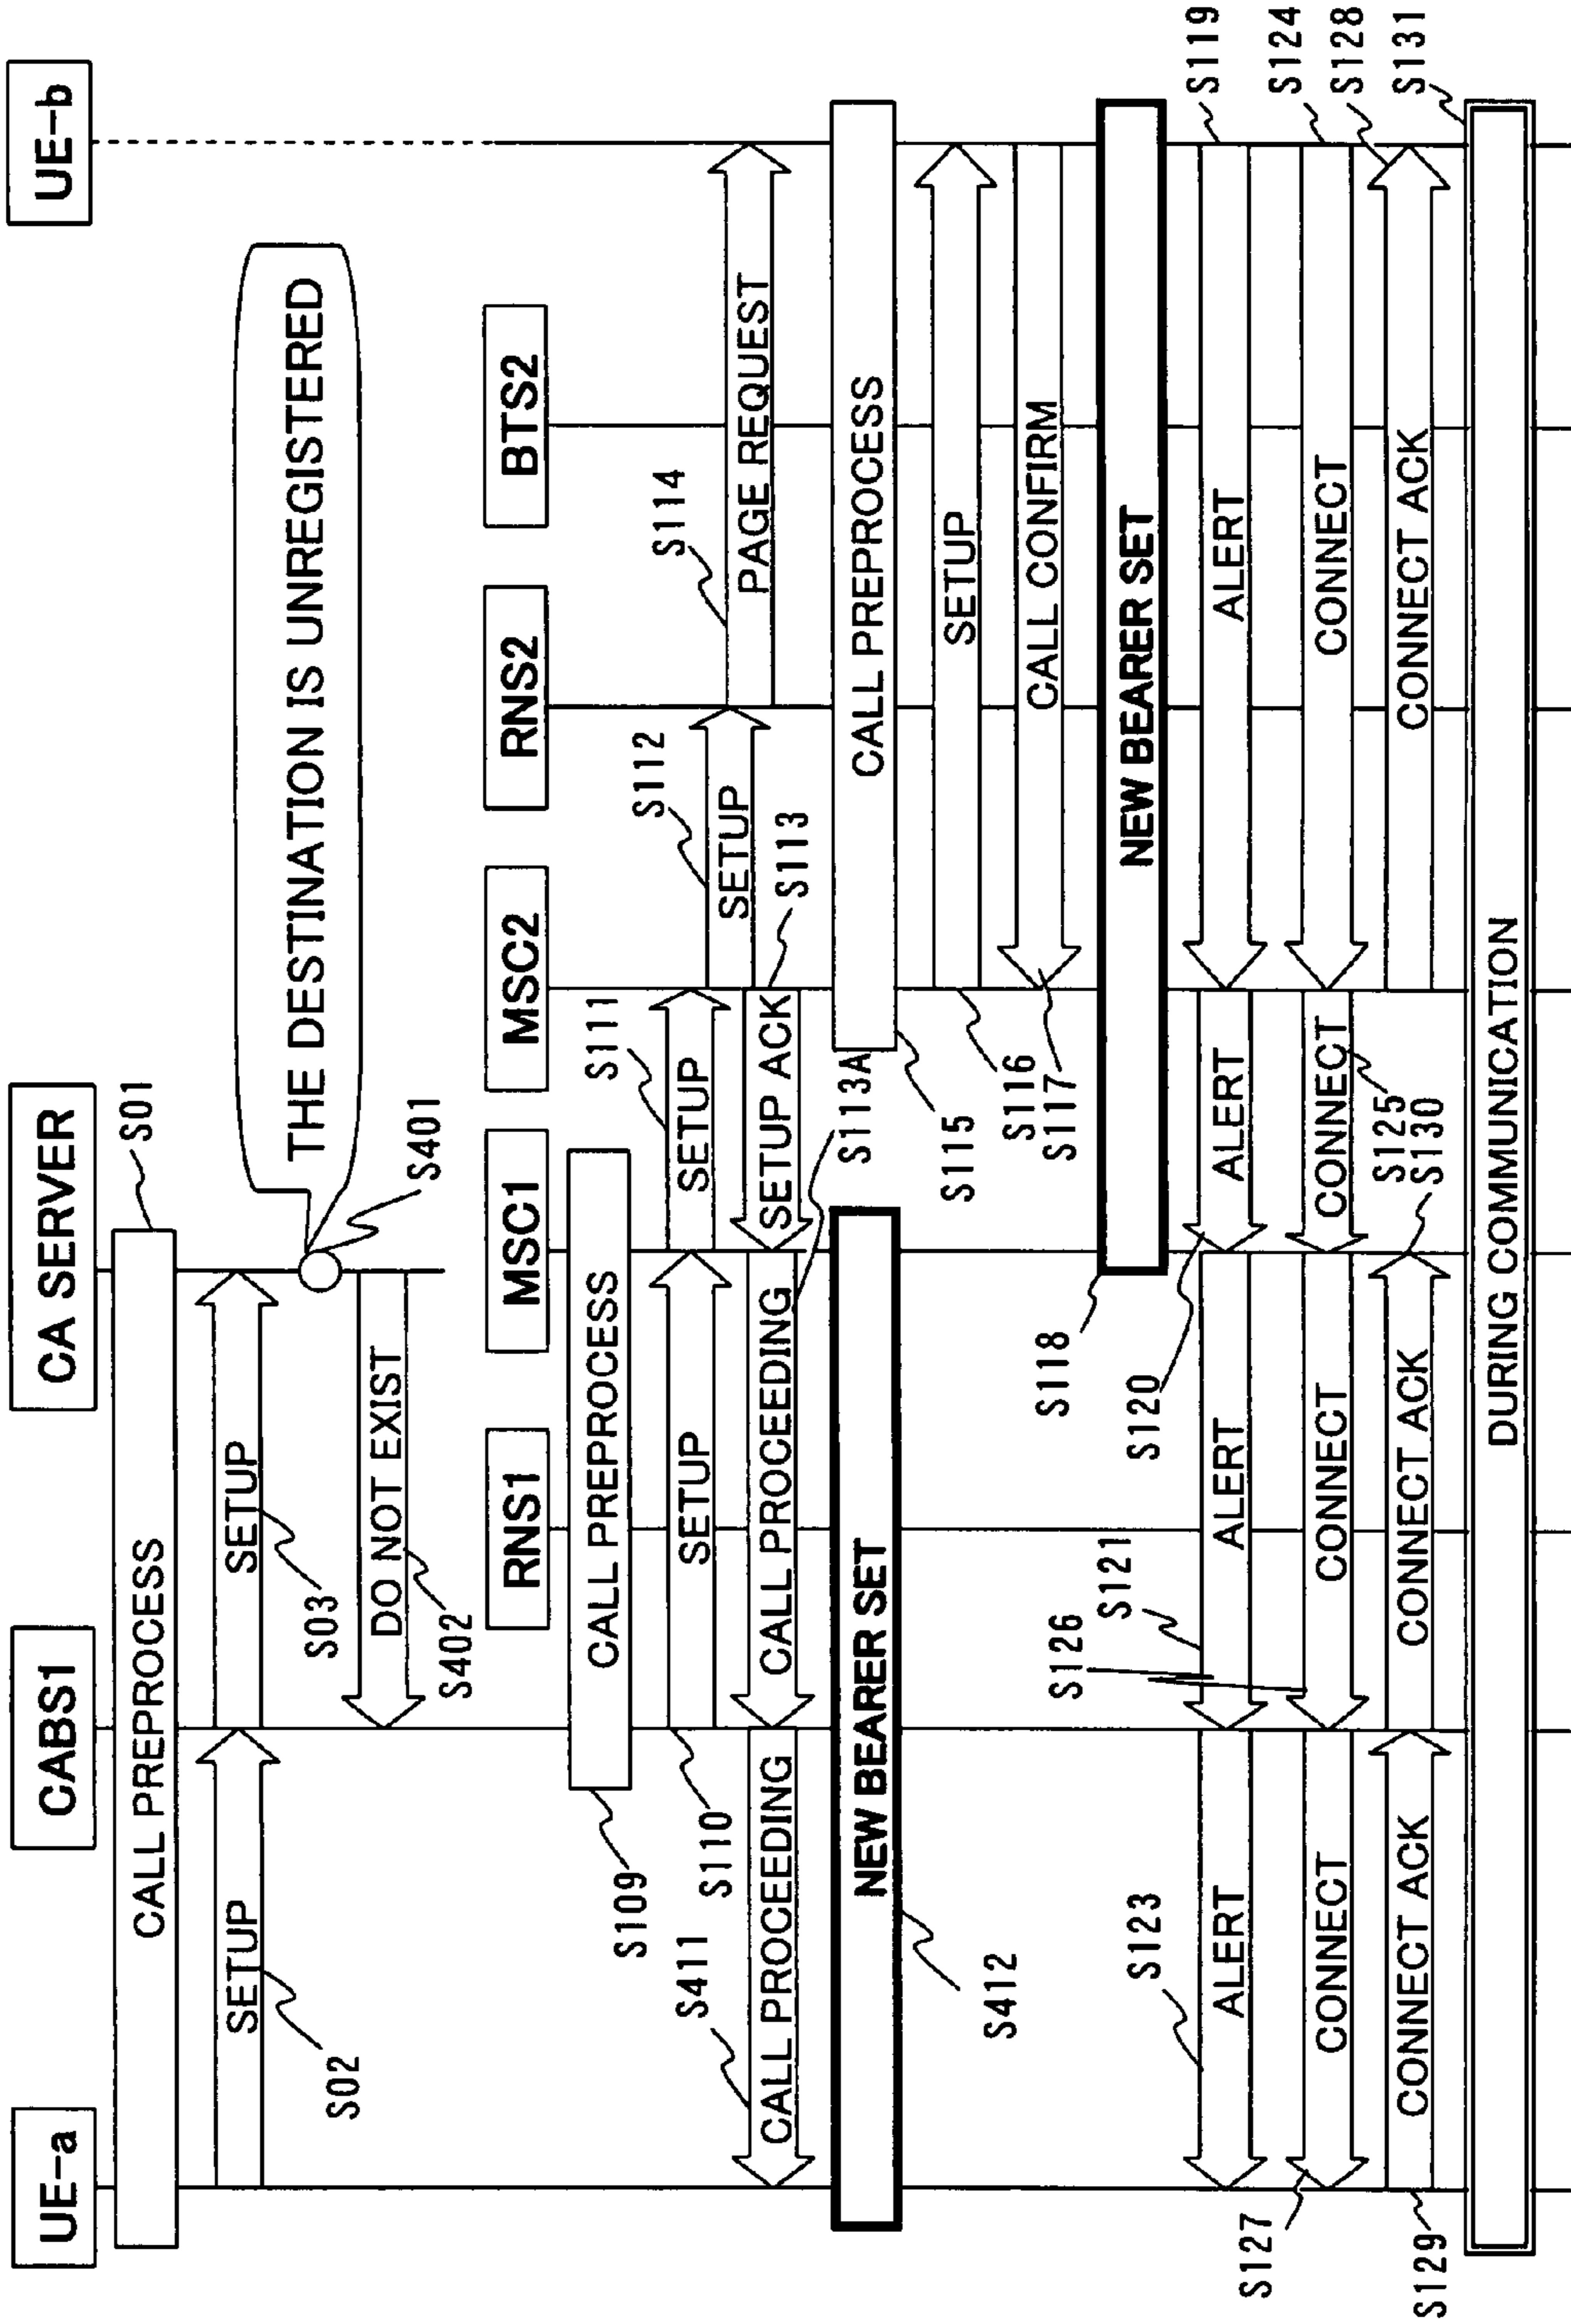 UE-a
CABS1
CA SERVER
UE-b
CALL PREPROCESS
S01
SETUP
SETUP
S02
S03
THE DESTINATION IS UNREGISTERED
S401
DO NOT EXIST
S402
RNS1
MSC1
MSC2
RNS2
BTS2
CALL PREPROCESS
S109
SETUP
S110
SETUP
S111
SETUP
S112
PAGE REQUEST
S114
CALL PROCEEDING
S411
CALL PROCEEDING
SETUP ACK
S113
S113A
NEW BEARER SET
S412
CALL PREPROCESS
S115
SETUP
S116
CALL CONFIRM
S117
NEW BEARER SET
S118
ALERT
S123
ALERT
S121
ALERT
S120
ALERT
S119
CONNECT
S127
CONNECT
S126
CONNECT
S125
CONNECT
S124
CONNECT ACK
S129
CONNECT ACK
S130
CONNECT ACK
S128
DURING COMMUNICATION
S131